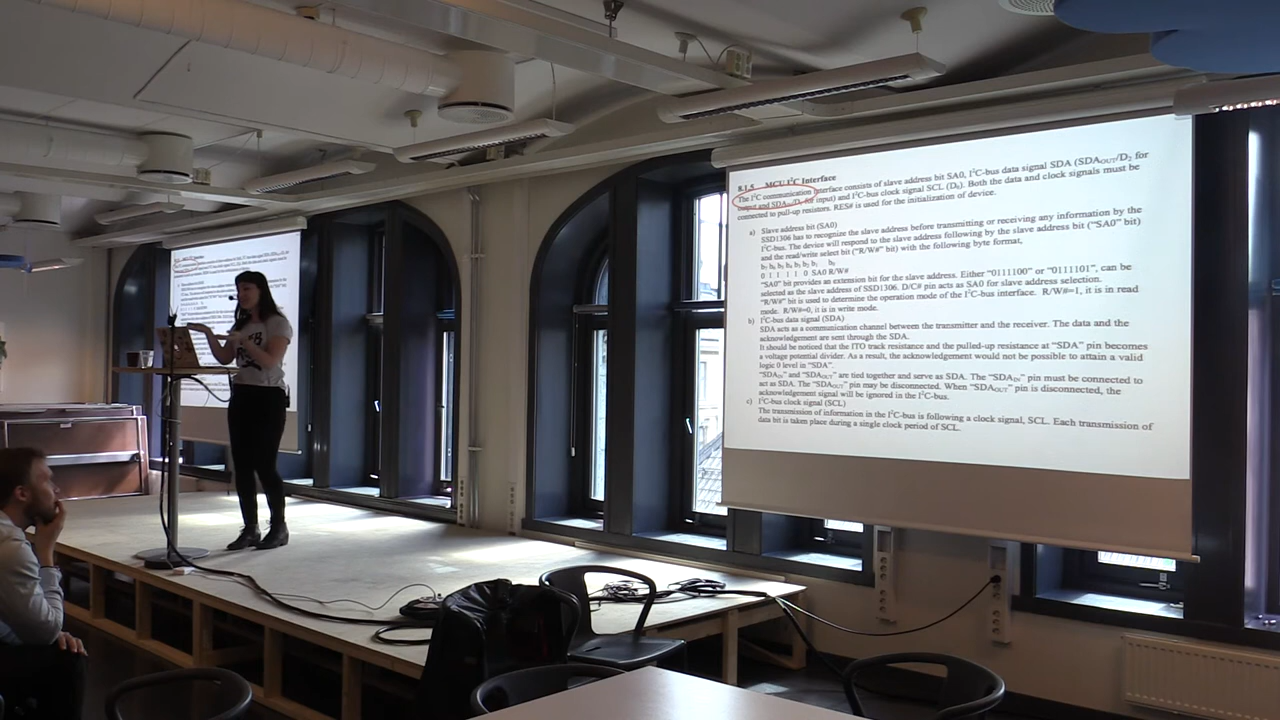 8.1.5 MCU I²C Interface
The I²C communication interface consists of slave address bit SA0, I²C-bus data signal SDA (SDAOUT/D2 for
output and SDAIN/D1 for input) and I²C-bus clock signal SCL (D0). Both the data and clock signals must be
connected to pull-up resistors. RES# is used for the initialization of device.
a) Slave address bit (SA0)
SSD1306 has to recognize the slave address before transmitting or receiving any information by the
I²C-bus. The device will respond to the slave address following by the slave address bit ("SA0" bit)
and the read/write select bit ("R/W#" bit) with the following byte format,
b7 b6 b5 b4 b3 b2 b1 b0
0 1 1 1 1 0 SA0 R/W#
"SA0" bit provides an extension bit for the slave address. Either "0111100" or "0111101", can be
selected as the slave address of SSD1306. D/C# pin acts as SA0 for slave address selection.
"R/W#" bit is used to determine the operation mode of the I²C-bus interface. R/W#=1, it is in read
mode. R/W#=0, it is in write mode.
b) I²C-bus data signal (SDA)
SDA acts as a communication channel between the transmitter and the receiver. The data and the
acknowledgement are sent through the SDA.
It should be noticed that the ITO track resistance and the pulled-up resistance at "SDA" pin becomes
a voltage potential divider. As a result, the acknowledgement would not be possible to attain a valid
logic 0 level in "SDA".
"SDAIN" and "SDAOUT" are tied together and serve as SDA. The "SDAIN" pin must be connected to
act as SDA. The "SDAOUT" pin may be disconnected. When "SDAOUT" pin is disconnected, the
acknowledgement signal will be ignored in the I²C-bus.
c) I²C-bus clock signal (SCL)
The transmission of information in the I²C-bus is following a clock signal, SCL. Each transmission of
data bit is taken place during a single clock period of SCL.